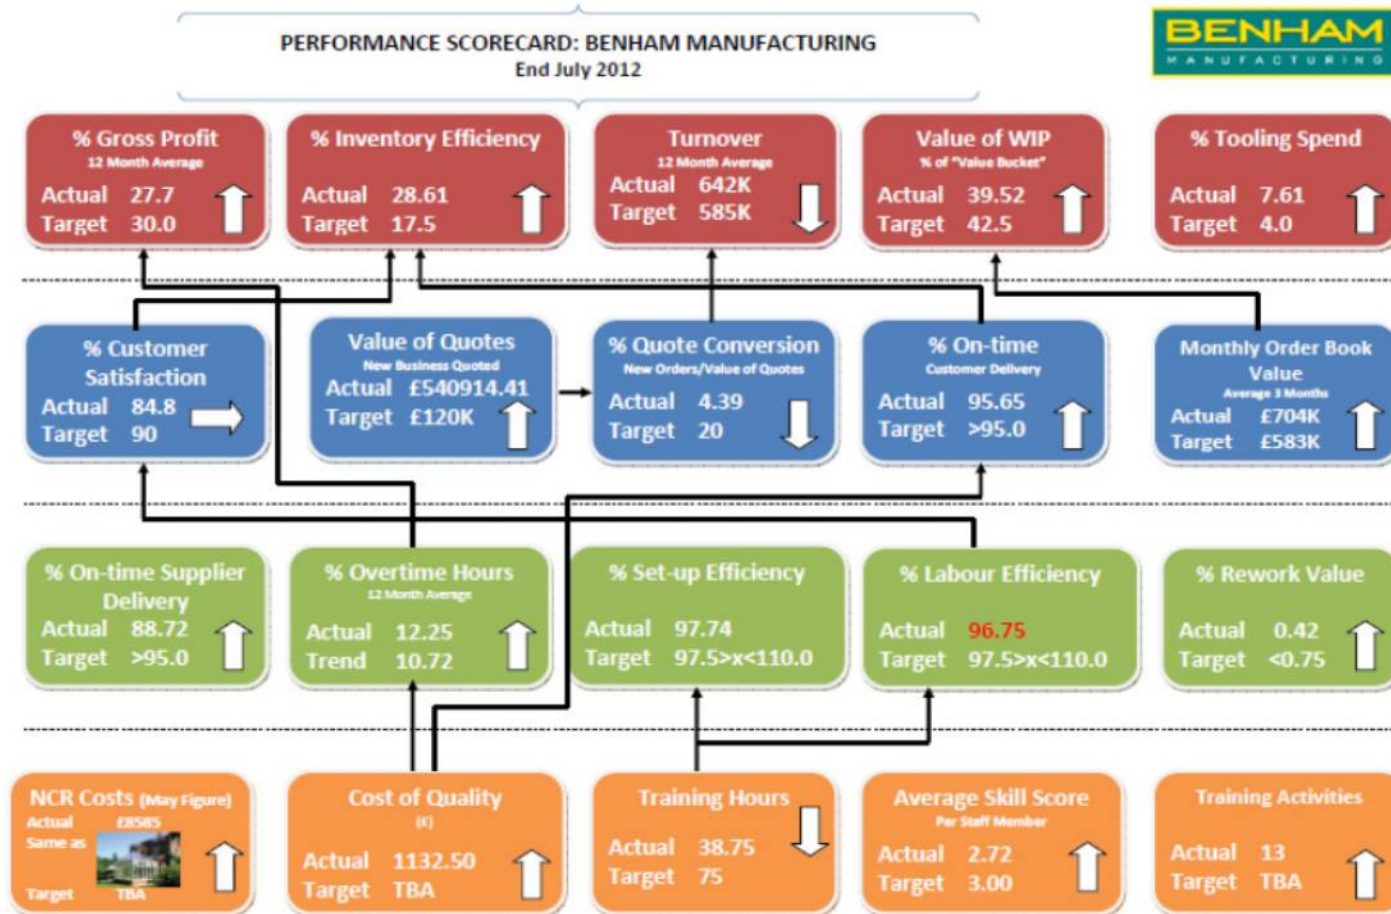 PERFORMANCE SCORECARD: BENHAM MANUFACTURING
End July 2012
BENHAM
MANUFACTURING
% Gross Profit
12 Month Average
Actual 27.7
Target 30.0
% Inventory Efficiency
Actual 28.61
Target 17.5
Turnover
12 Month Average
Actual 642K
Target 585K
Value of WIP
% of "Value Bucket"
Actual 39.52
Target 42.5
% Tooling Spend
Actual 7.61
Target 4.0
% Customer
Satisfaction
Actual 84.8
Target 90
Value of Quotes
New Business Quoted
Actual £540914.41
Target £120K
% Quote Conversion
New Orders/Value of Quotes
Actual 4.39
Target 20
% On-time
Customer Delivery
Actual 95.65
Target >95.0
Monthly Order Book
Value
Average 3 Months
Actual £704K
Target £583K
% On-time Supplier
Delivery
Actual 88.72
Target >95.0
% Overtime Hours
12 Month Average
Actual 12.25
Trend 10.72
% Set-up Efficiency
Actual 97.74
Target 97.5>x<110.0
% Labour Efficiency
Actual 96.75
Target 97.5>x<110.0
% Rework Value
Actual 0.42
Target <0.75
NCR Costs (May Figure)
Actual £8585
Same as
Target TBA
Cost of Quality
(£)
Actual 1132.50
Target TBA
Training Hours
Actual 38.75
Target 75
Average Skill Score
Per Staff Member
Actual 2.72
Target 3.00
Training Activities
Actual 13
Target TBA